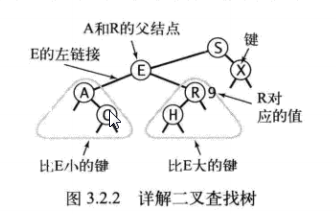 A和R的父结点
键
E的左链接
S
E
X
A
R 9
R对
应的值
C
H
比E小的键
比E大的键
图 3.2.2 详解二叉查找树